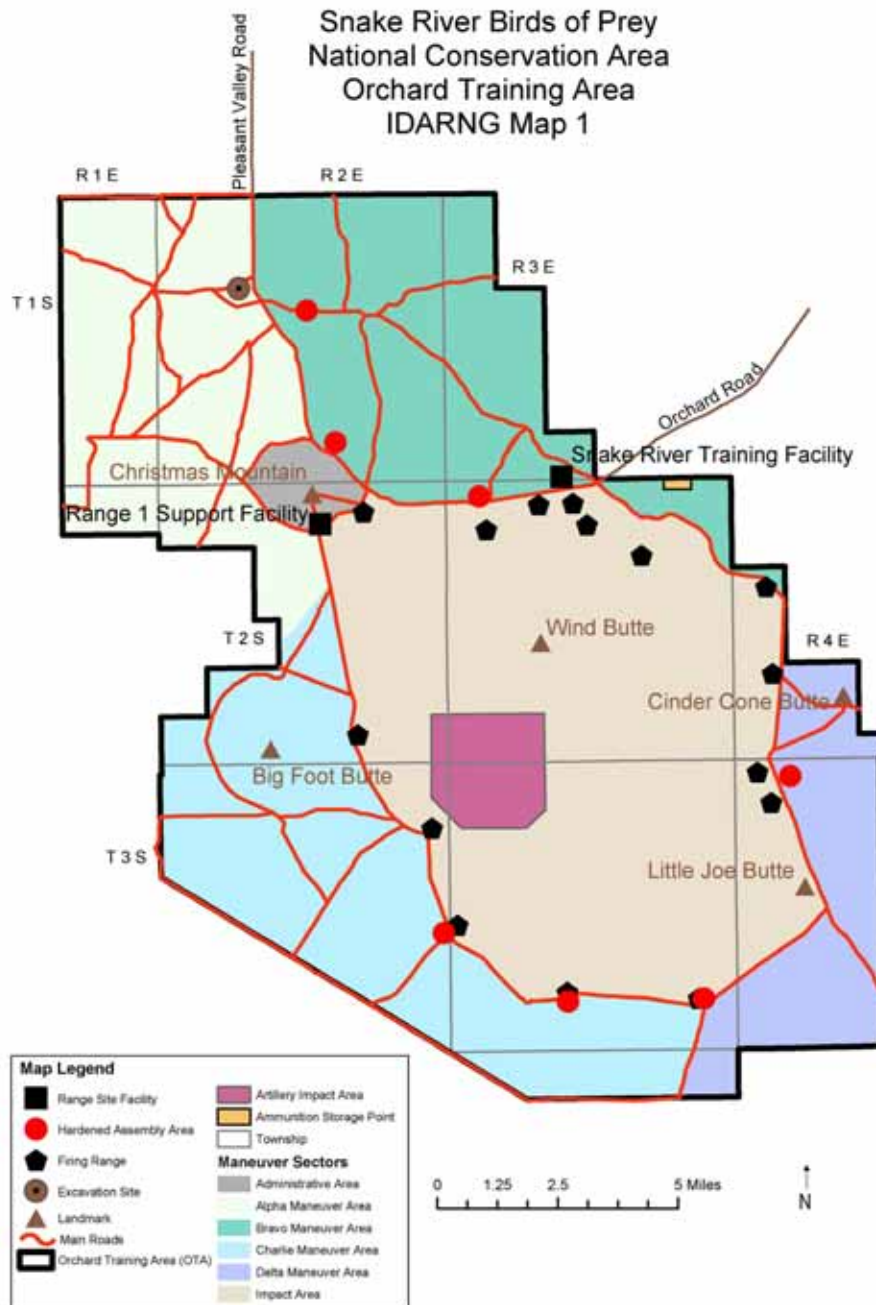 Snake River Birds of Prey
National Conservation Area
Orchard Training Area
IDARNG Map 1
Pleasant Valley Road
R 1 E
R 2 E
R 3 E
T 1 S
Orchard Road
Snake River Training Facility
Christmas Mountain
Range 1 Support Facility
Wind Butte
T 2 S
R 4 E
Cinder Cone Butte
Big Foot Butte
T 3 S
Little Joe Butte
Map Legend
Range Site Facility
Hardened Assembly Area
Firing Range
Excavation Site
Landmark
Main Roads
Orchard Training Area (OTA)
Artillery Impact Area
Ammunition Storage Point
Township
Maneuver Sectors
Administrative Area
Alpha Maneuver Area
Bravo Maneuver Area
Charlie Maneuver Area
Delta Maneuver Area
Impact Area
0 1.25 2.5 5 Miles
N